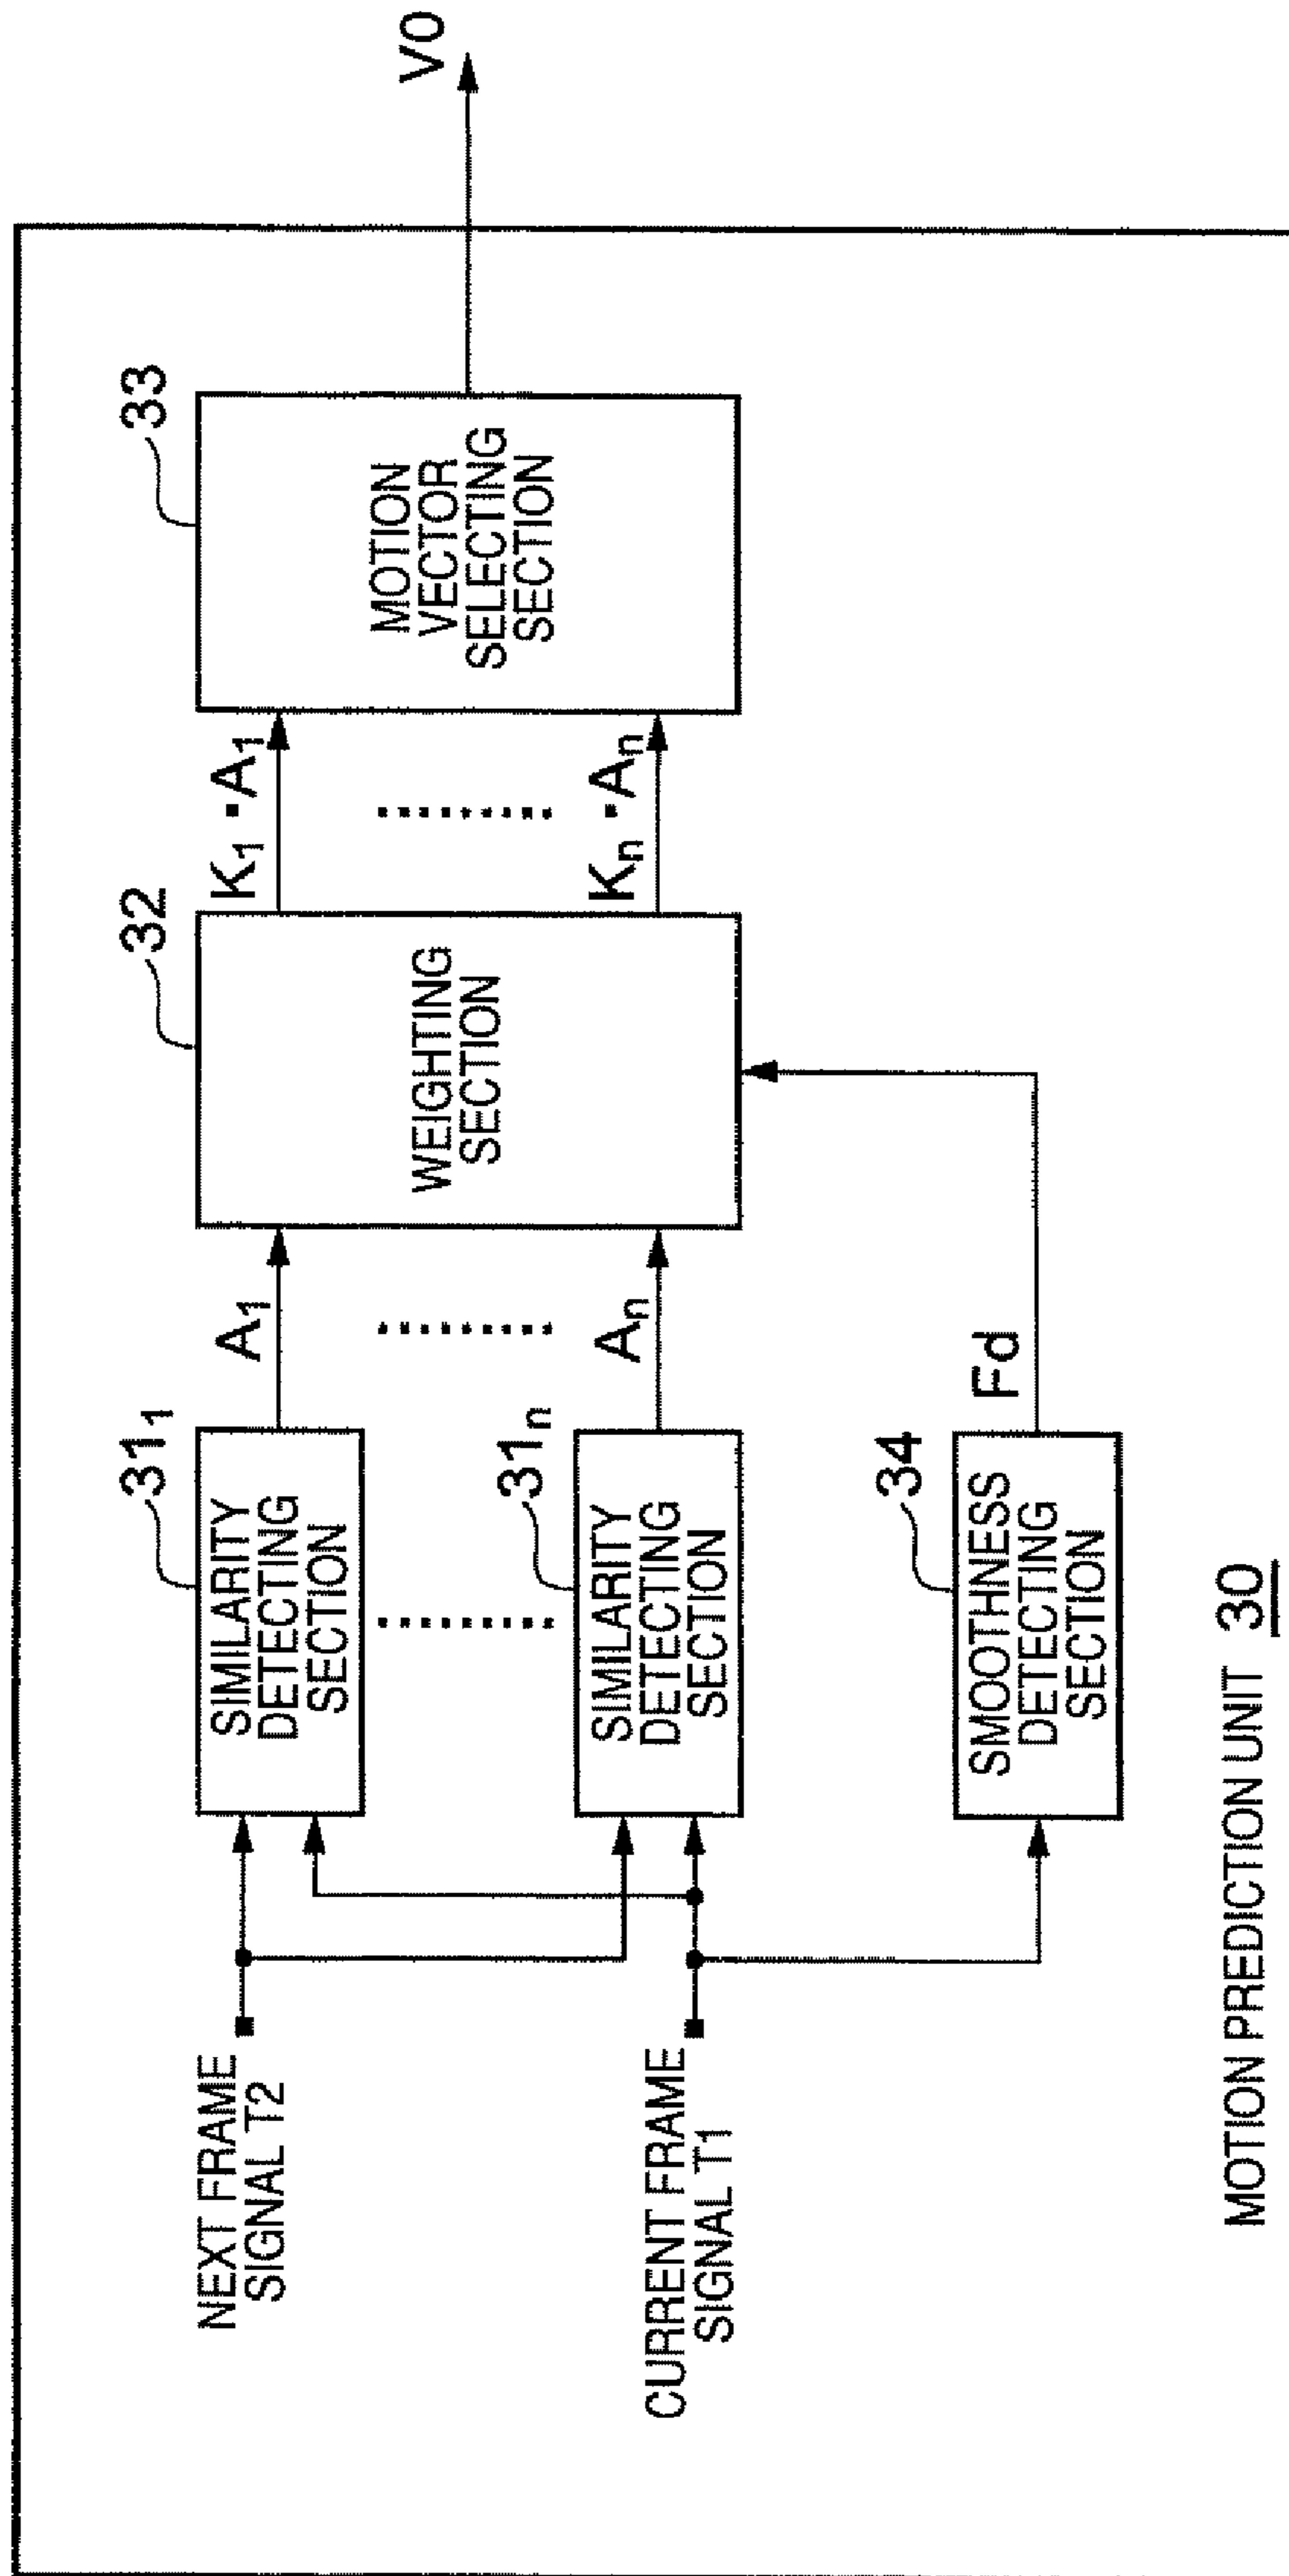 NEXT FRAME
SIGNAL T2
CURRENT FRAME
SIGNAL T1
31₁
SIMILARITY
DETECTING
SECTION
31ₙ
SIMILARITY
DETECTING
SECTION
34
SMOOTHNESS
DETECTING
SECTION
A₁
Aₙ
Fd
32
WEIGHTING
SECTION
K₁ ·A₁
Kₙ ·Aₙ
33
MOTION
VECTOR
SELECTING
SECTION
V0
MOTION PREDICTION UNIT 30